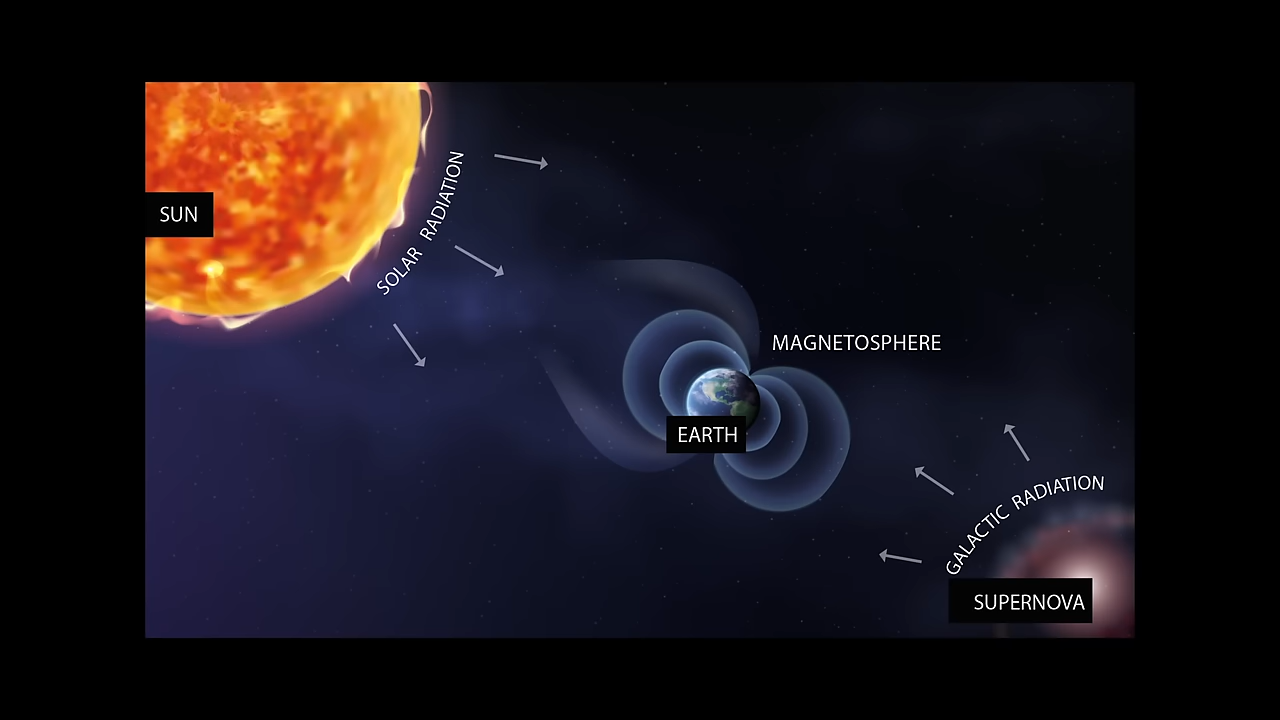 SUN
SOLAR RADIATION
MAGNETOSPHERE
EARTH
GALACTIC RADIATION
SUPERNOVA